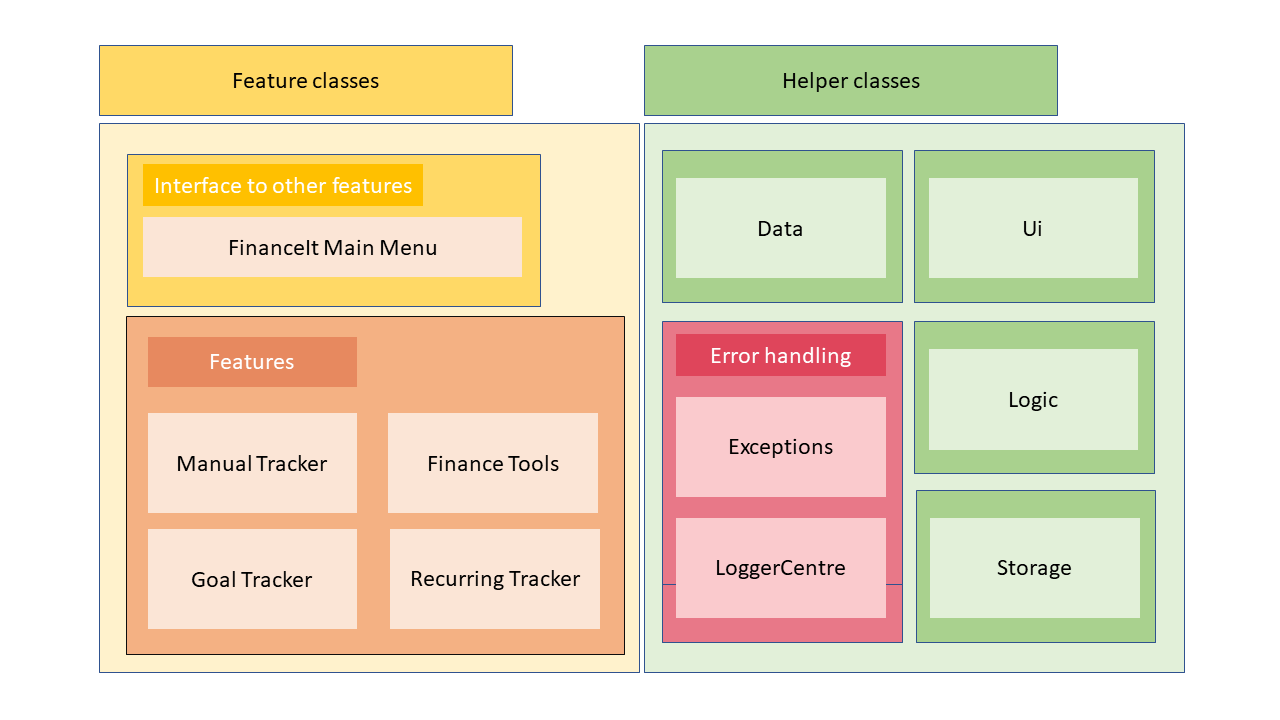 Feature classes
Helper classes
Interface to other features
FinanceIt Main Menu
Features
Manual Tracker
Finance Tools
Goal Tracker
Recurring Tracker
Data
Ui
Error handling
Exceptions
LoggerCentre
Logic
Storage